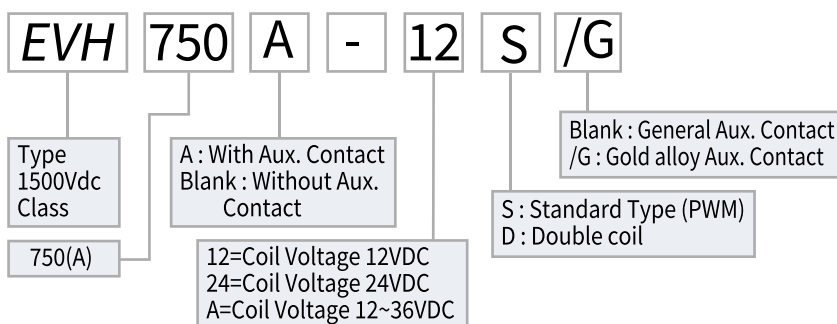 EVH 750 A - 12 S /G
Type
1500Vdc
Class
750(A)
A : With Aux. Contact
Blank : Without Aux.
Contact
12=Coil Voltage 12VDC
24=Coil Voltage 24VDC
A=Coil Voltage 12~36VDC
S : Standard Type (PWM)
D : Double coil
Blank : General Aux. Contact
/G : Gold alloy Aux. Contact